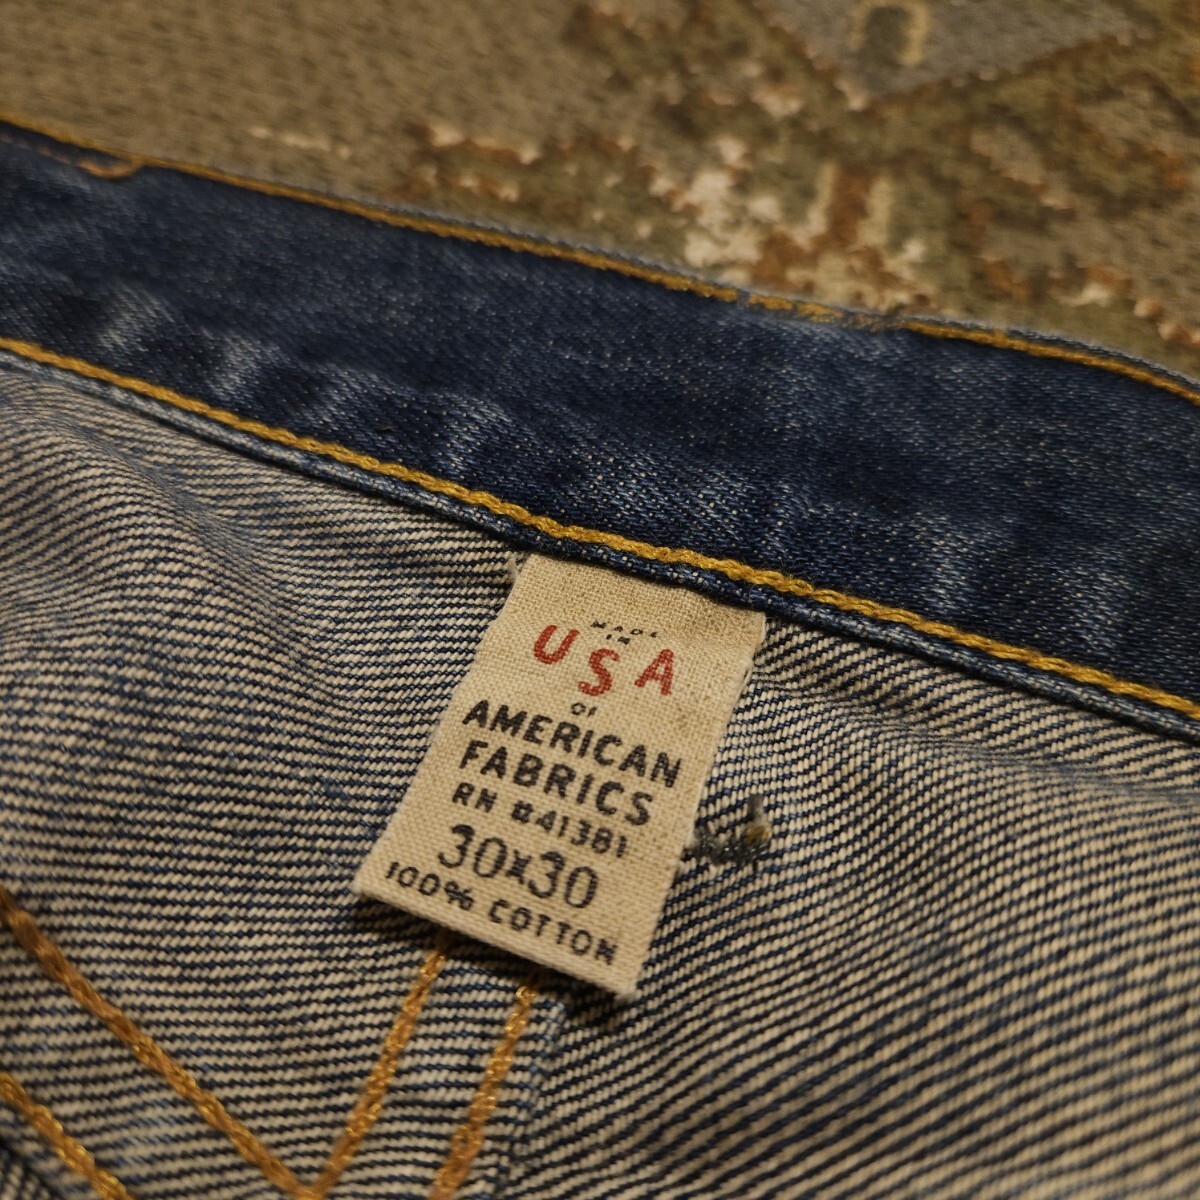 MADE
IN
USA
OF
AMERICAN
FABRICS
RN #41381
30X30
100% COTTON